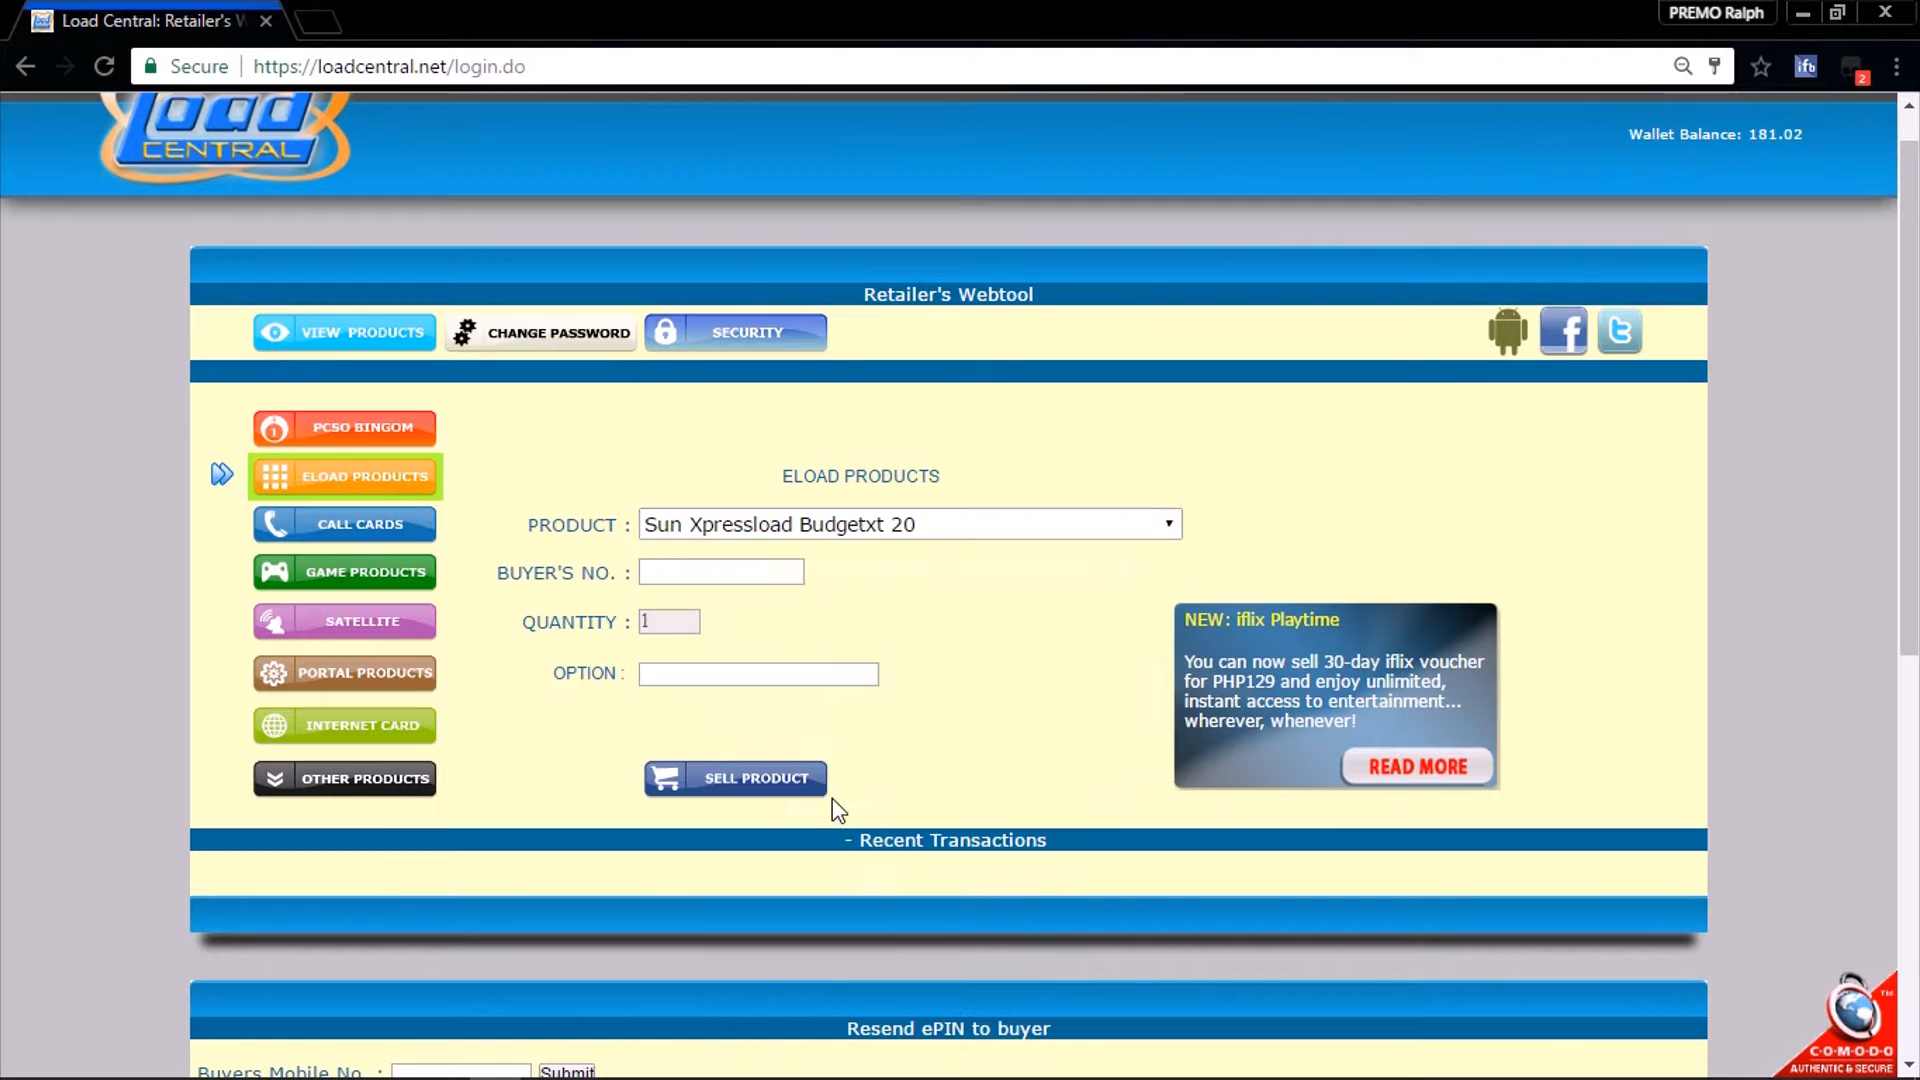 Load Central: Retailer's W
PREMO Ralph
Secure
https://loadcentral.net/login.do
ifb
2
Load
CENTRAL
Wallet Balance: 181.02
Retailer's Webtool
VIEW PRODUCTS
CHANGE PASSWORD
SECURITY
f
t
PCSO BINGOM
ELOAD PRODUCTS
ELOAD PRODUCTS
CALL CARDS
PRODUCT :
Sun Xpressload Budgetxt 20
GAME PRODUCTS
BUYER'S NO. :
SATELLITE
QUANTITY :
1
NEW: iflix Playtime
You can now sell 30-day iflix voucher
for PHP129 and enjoy unlimited,
instant access to entertainment...
wherever, whenever!
READ MORE
PORTAL PRODUCTS
OPTION :
INTERNET CARD
OTHER PRODUCTS
SELL PRODUCT
- Recent Transactions
Resend ePIN to buyer
Buyers Mobile No. :
Submit
TM
C·O·M·O·D·O
AUTHENTIC & SECURE